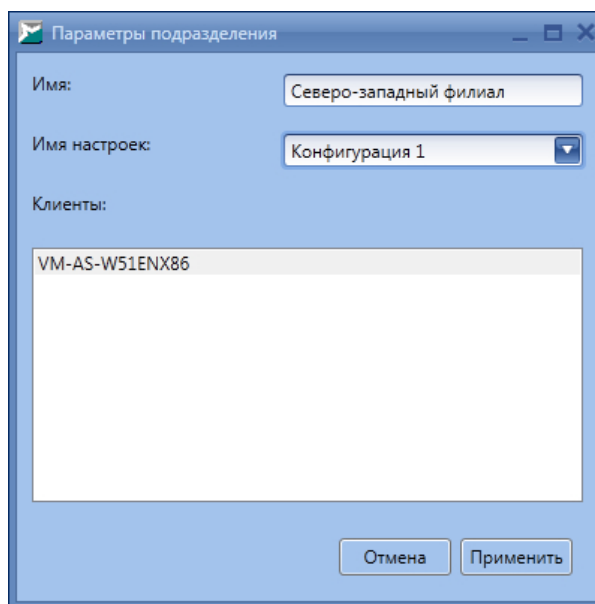 Параметры подразделения
Имя: Северо-западный филиал
Имя настроек: Конфигурация 1
Клиенты:
VM-AS-W51ENX86
Отмена Применить